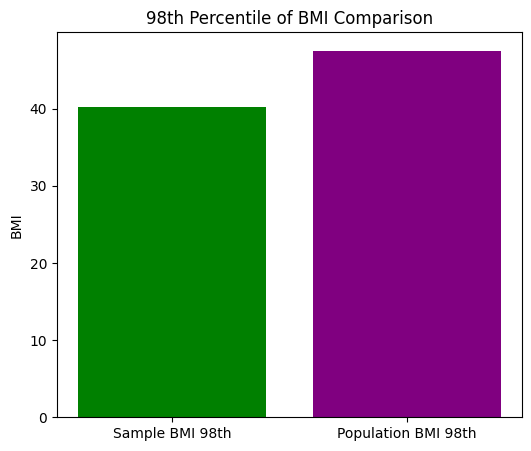 98th Percentile of BMI Comparison
BMI
40
30
20
10
0
Sample BMI 98th
Population BMI 98th